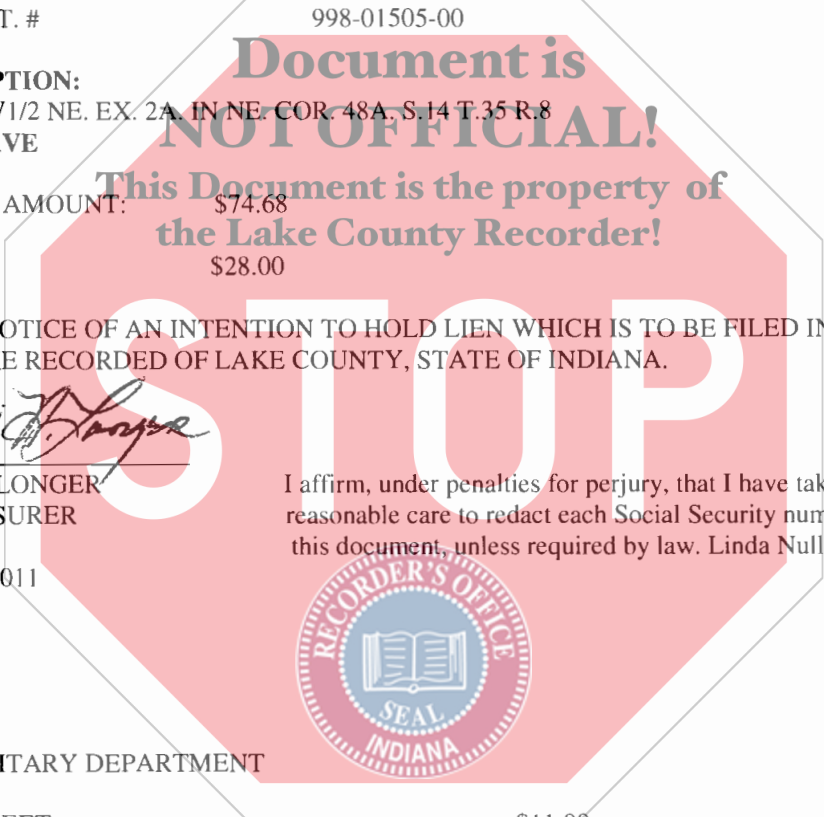 T. # 998-01505-00
Document is
PTION:
1/2 NE. EX. 2A. IN NE. COR. 48A. S.14 T.35 R.8
NOT OFFICIAL!
VE
This Document is the property of
AMOUNT: $74.68
the Lake County Recorder!
$28.00
STOP
OTICE OF AN INTENTION TO HOLD LIEN WHICH IS TO BE FILED IN
E RECORDED OF LAKE COUNTY, STATE OF INDIANA.
LONGER
SURER
I affirm, under penalties for perjury, that I have tak
reasonable care to redact each Social Security num
this document, unless required by law. Linda Null
011
RECORDER'S OFFICE
SEAL
INDIANA
ITARY DEPARTMENT